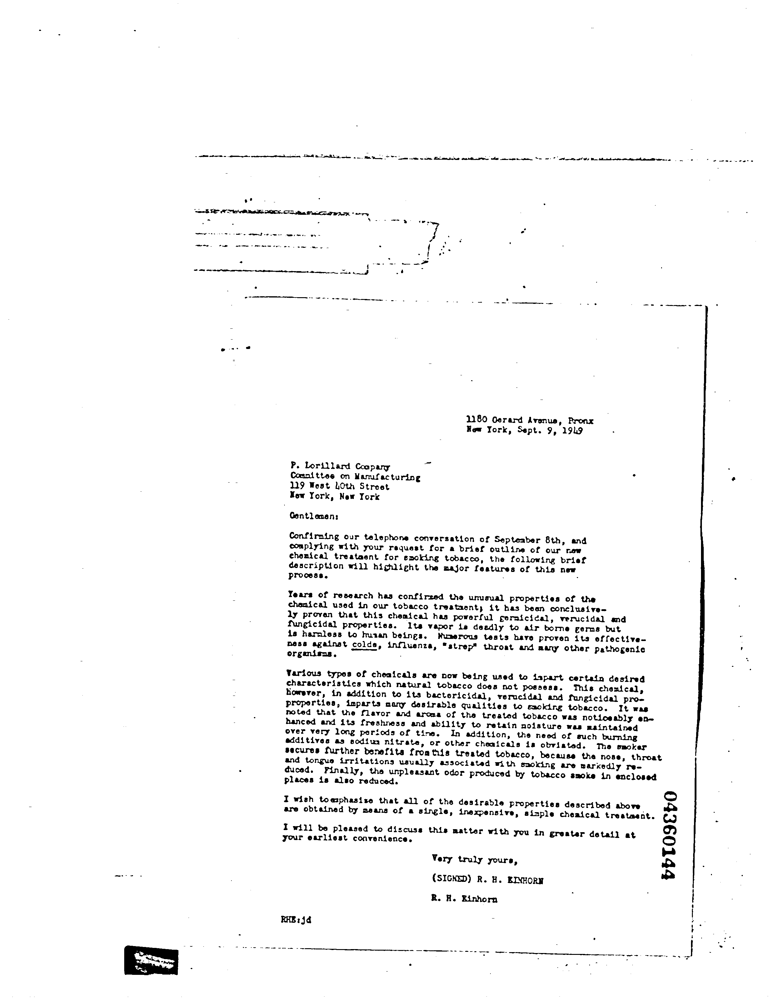 1180 Gerard Avenue, Bronx
New York, Sept. 9, 1949
P. Lorillard Company
Committee on Manufacturing
119 West 40th Street
New York, New York
Gentlemen:
Confirming our telephone conversation of September 8th, and
complying with your request for a brief outline of our new
chemical treatment for smoking tobacco, the following brief
description will highlight the major features of this new
process.
Years of research has confirmed the unusual properties of the
chemical used in our tobacco treatment; it has been conclusive-
ly proven that this chemical has powerful germicidal, verucidal and
fungicidal properties. Its vapor is deadly to air borne germs but
is harmless to human beings. Numerous tests have proven its effective-
ness against colds, influenza, "strep" throat and many other pathogenic
organisms.
Various types of chemicals are now being used to impart certain desired
characteristics which natural tobacco does not possess. This chemical,
however, in addition to its bactericidal, verucidal and fungicidal pro-
properties, imparts many desirable qualities to smoking tobacco. It was
noted that the flavor and aroma of the treated tobacco was noticeably en-
hanced and its freshness and ability to retain moisture was maintained
over very long periods of time. In addition, the need of such burning
additives as sodium nitrate, or other chemicals is obviated. The smoker
secures further benefits from this treated tobacco, because the nose, throat
and tongue irritations usually associated with smoking are markedly re-
duced. Finally, the unpleasant odor produced by tobacco smoke in enclosed
places is also reduced.
I wish to emphasize that all of the desirable properties described above
are obtained by means of a single, inexpensive, simple chemical treatment.
I will be pleased to discuss this matter with you in greater detail at
your earliest convenience.
Very truly yours,
(SIGNED) R. H. EINHORN
R. H. Einhorn
RHE:jd
04360144